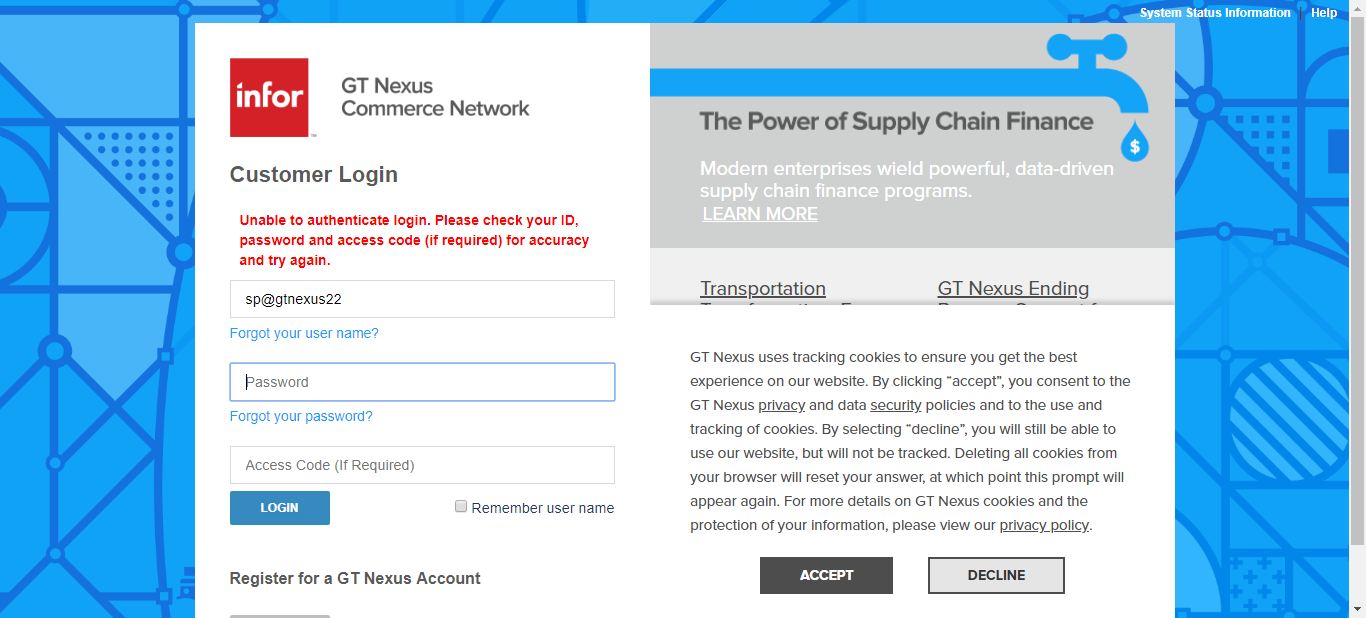 System Status Information | Help
infor
GT Nexus
Commerce Network
Customer Login
Unable to authenticate login. Please check your ID,
password and access code (if required) for accuracy
and try again.
sp@gtnexus22
Forgot your user name?
Password
Forgot your password?
Access Code (If Required)
LOGIN
Remember user name
Register for a GT Nexus Account
The Power of Supply Chain Finance
$
Modern enterprises wield powerful, data-driven
supply chain finance programs.
LEARN MORE
Transportation
GT Nexus Ending
GT Nexus uses tracking cookies to ensure you get the best
experience on our website. By clicking “accept”, you consent to the
GT Nexus privacy and data security policies and to the use and
tracking of cookies. By selecting “decline”, you will still be able to
use our website, but will not be tracked. Deleting all cookies from
your browser will reset your answer, at which point this prompt will
appear again. For more details on GT Nexus cookies and the
protection of your information, please view our privacy policy.
ACCEPT
DECLINE